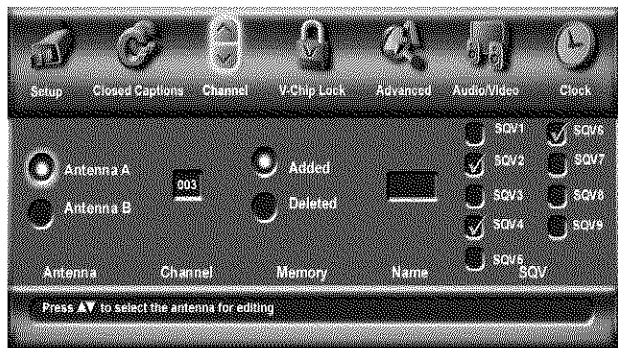 Setup Closed Captions Channel V-Chip Lock Advanced Audio/Video Clock
SQV1 SQV6
Antenna A Added SQV2 SQV7
003
Antenna B Deleted SQV3 SQV8
SQV4 SQV9
SQV5
Antenna Channel Memory Name SQV
Press ▲▼ to select the antenna for editing